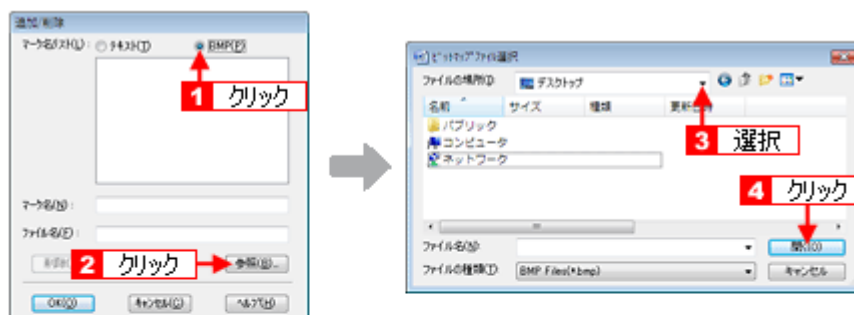 追加/削除
マーク名リスト(L): テキスト(T) BMP(P)
1 クリック
マーク名(N):
ファイル名(F):
2 クリック 参照(B)...
OK(O) キャンセル(C) ヘルプ(H)
ビットマップファイル選択
ファイルの場所(I): デスクトップ
名前 サイズ 種類
パブリック
コンピュータ
ネットワーク
3 選択
4 クリック
ファイル名(N): 開く(O)
ファイルの種類(T): BMP Files(*.bmp) キャンセル